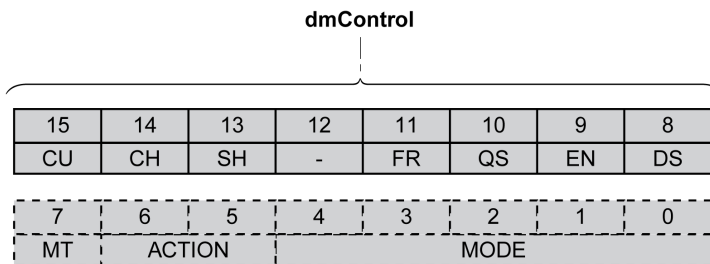 dmControl
15 14 13 12 11 10 9 8
CU CH SH - FR QS EN DS
7 6 5 4 3 2 1 0
MT ACTION MODE